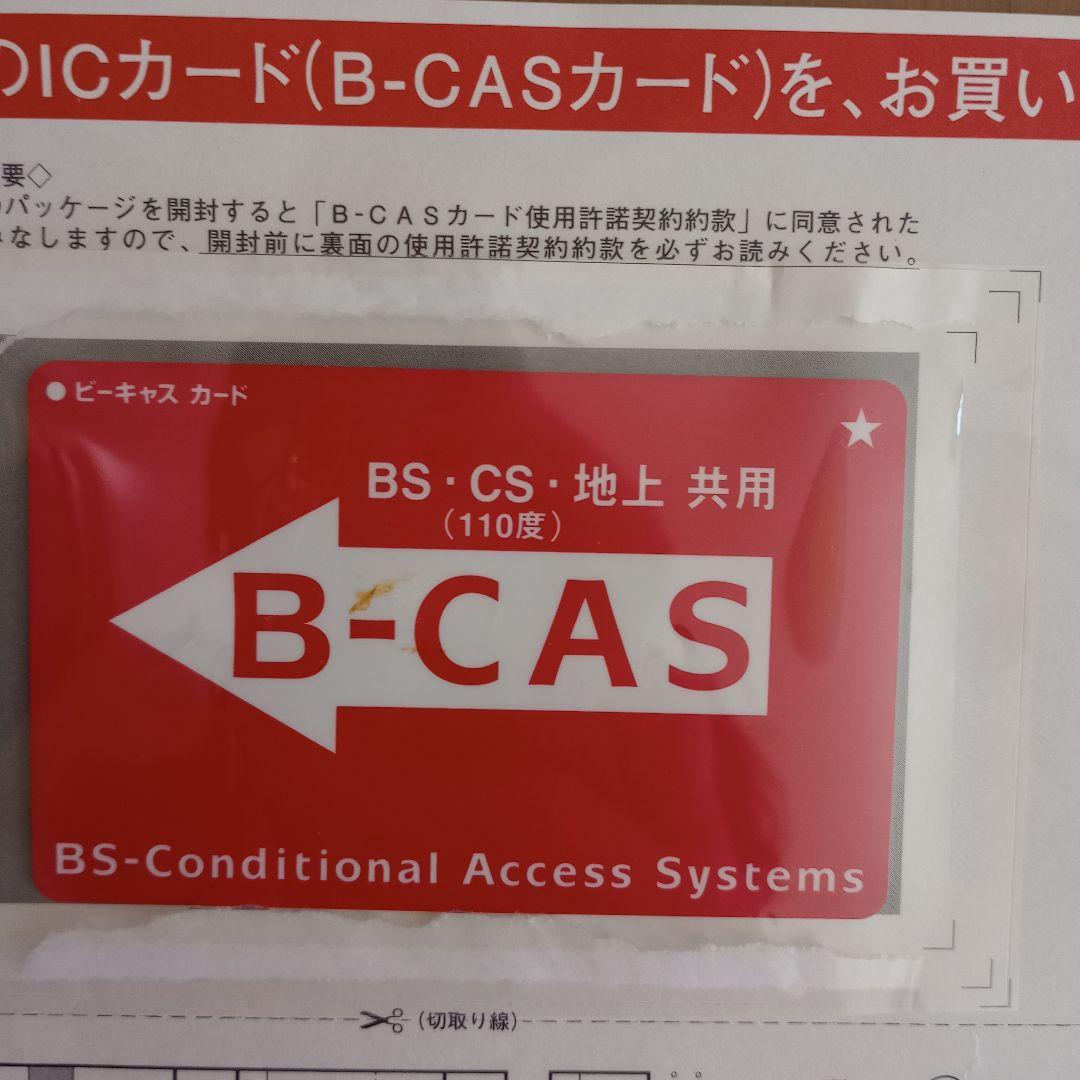 のICカード(B-CASカード)を、お買い
要◇
のパッケージを開封すると「B-CASカード使用許諾契約約款」に同意された
みなしますので、開封前に裏面の使用許諾契約約款を必ずお読みください。
●ビーキャス カード
★
BS・CS・地上 共用
(110度)
B-CAS
BS-Conditional Access Systems
(切取り線)